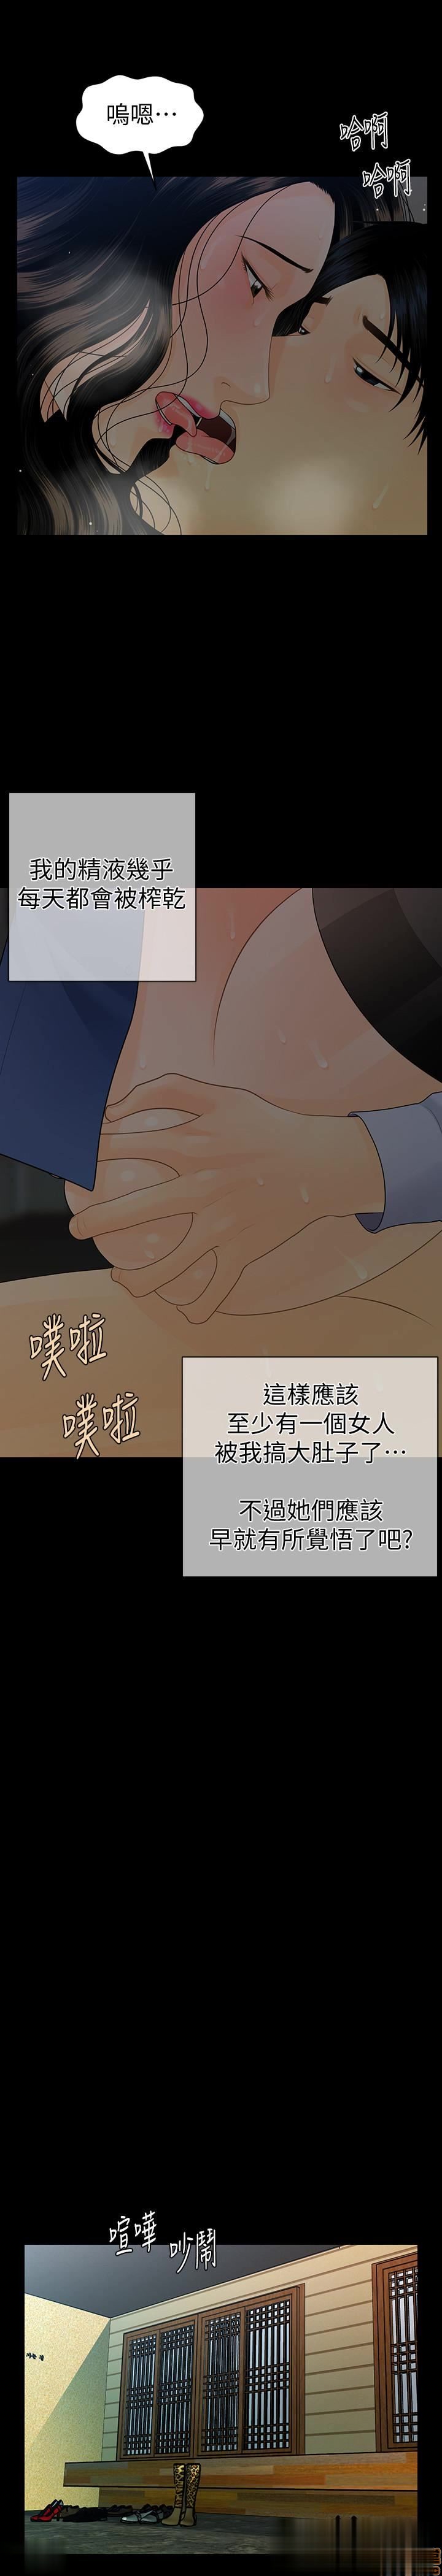 嗚嗯…
哈啊
哈啊
我的精液幾乎
每天都會被榨乾
噗啦
噗啦
這樣應該
至少有一個女人
被我搞大肚子了…
不過她們應該
早就有所覺悟了吧?
喧嘩
吵鬧